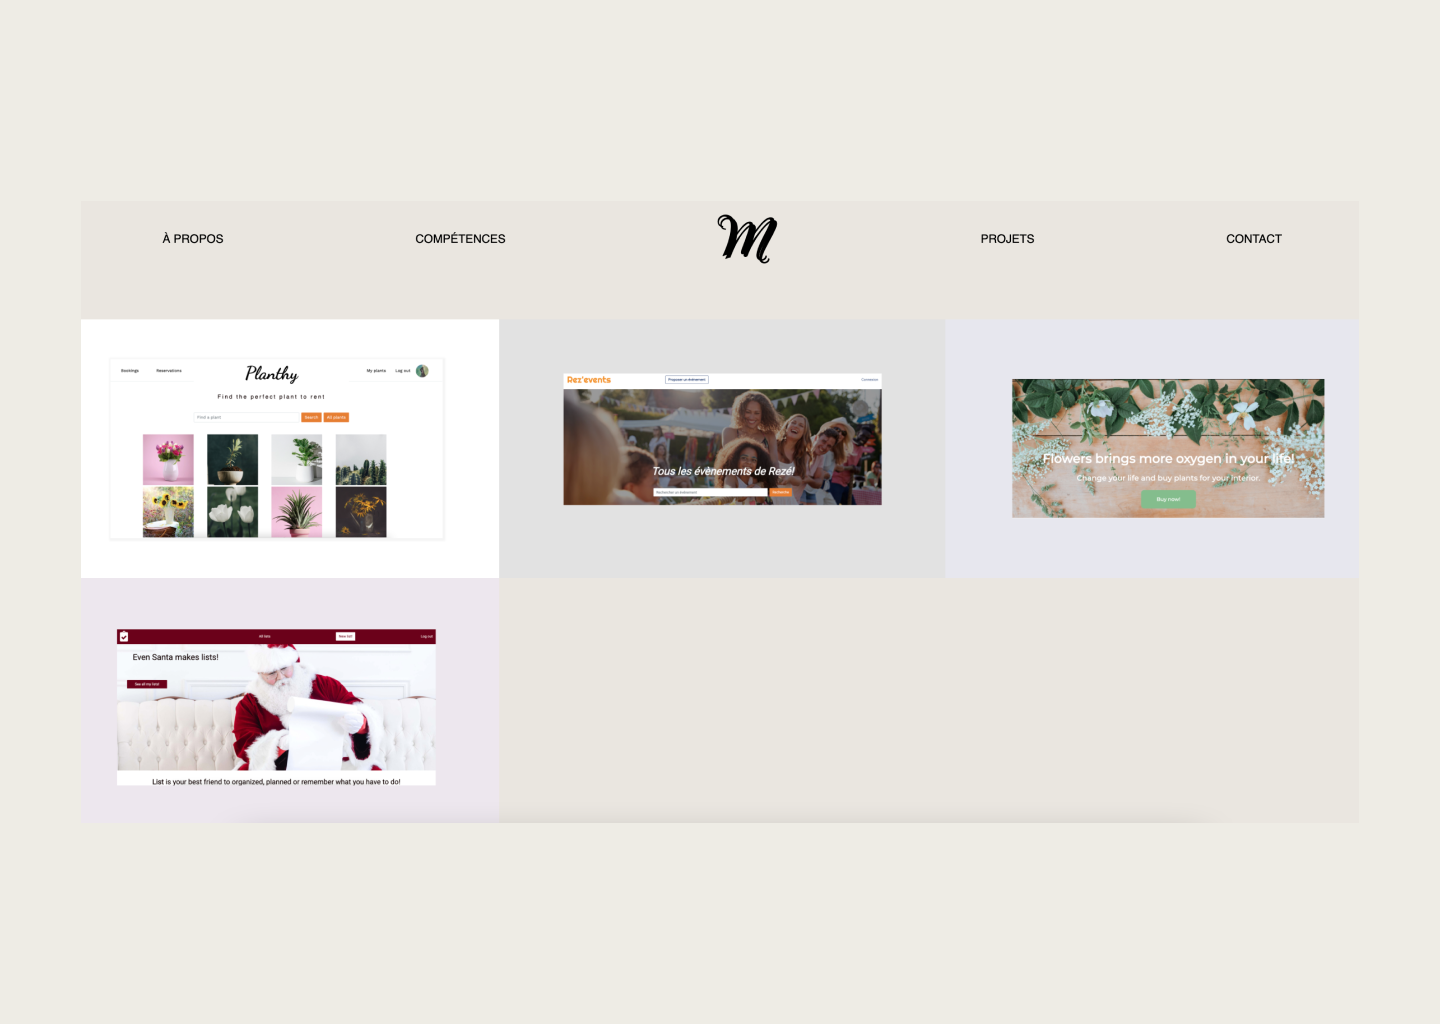 À PROPOS
COMPÉTENCES
M
PROJETS
CONTACT
Bookings
Reservations
Planthy
My plants
Log out
Find the perfect plant to rent
Find a plant
Search
All plants
Rez'events
Proposer un évènement
Connexion
Tous les évènements de Rezé!
Rechercher un évènement
Rechercher
Flowers brings more oxygen in your life!
Change your life and buy plants for your interior.
Buy now!
All lists
New list
Log out
Even Santa makes lists!
See all my lists!
List is your best friend to organized, planned or remember what you have to do!